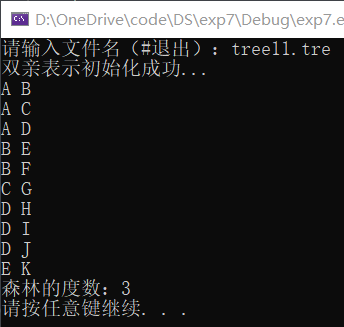 D:\OneDrive\code\DS\exp7\Debug\exp7.e
请输入文件名（#退出）：tree11.tre
双亲表示初始化成功...
A B
A C
A D
B E
B F
C G
D H
D I
D J
E K
森林的度数：3
请按任意键继续. . .